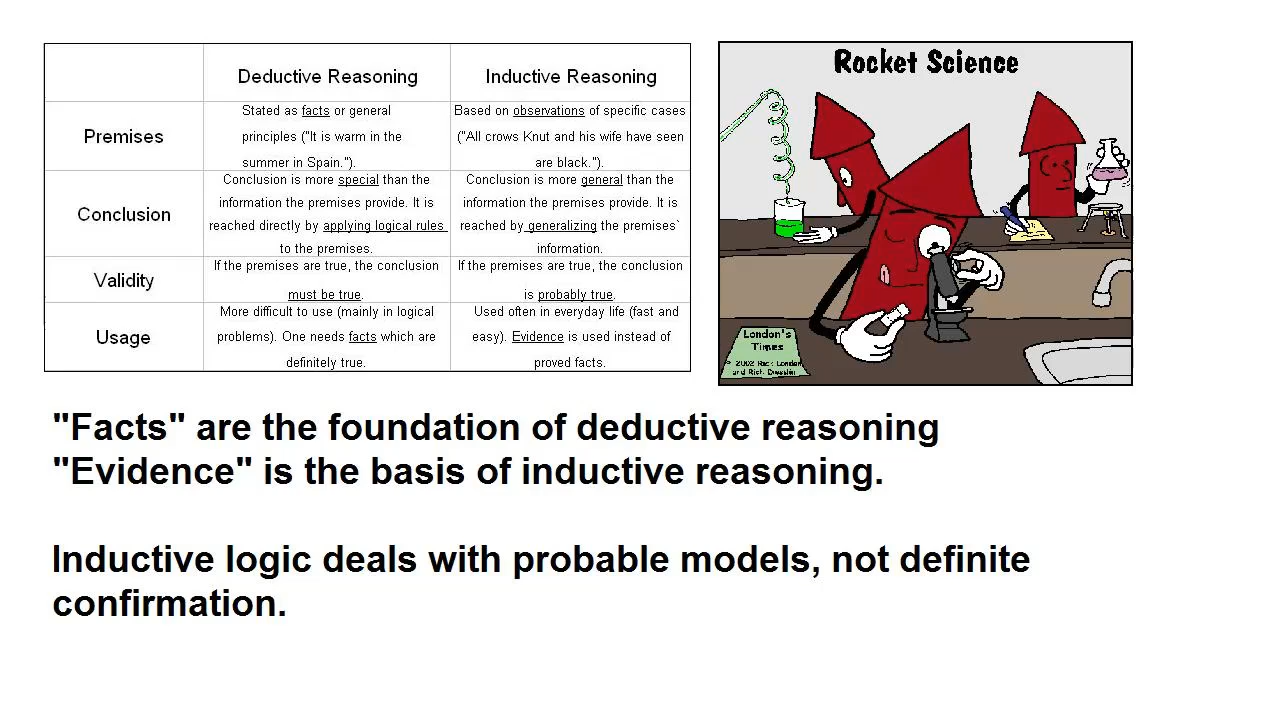 Deductive Reasoning
Inductive Reasoning
Premises
Stated as facts or general
principles ("It is warm in the
summer in Spain.").
Based on observations of specific cases
("All crows Knut and his wife have seen
are black.").
Conclusion
Conclusion is more special than the
information the premises provide. It is
reached directly by applying logical rules
to the premises.
Conclusion is more general than the
information the premises provide. It is
reached by generalizing the premises`
information.
Validity
If the premises are true, the conclusion
must be true.
If the premises are true, the conclusion
is probably true.
Usage
More difficult to use (mainly in logical
problems). One needs facts which are
definitely true.
Used often in everyday life (fast and
easy). Evidence is used instead of
proved facts.
Rocket Science
London's
Times
© 2002 Rick London
and Rich
"Facts" are the foundation of deductive reasoning
"Evidence" is the basis of inductive reasoning.
Inductive logic deals with probable models, not definite
confirmation.